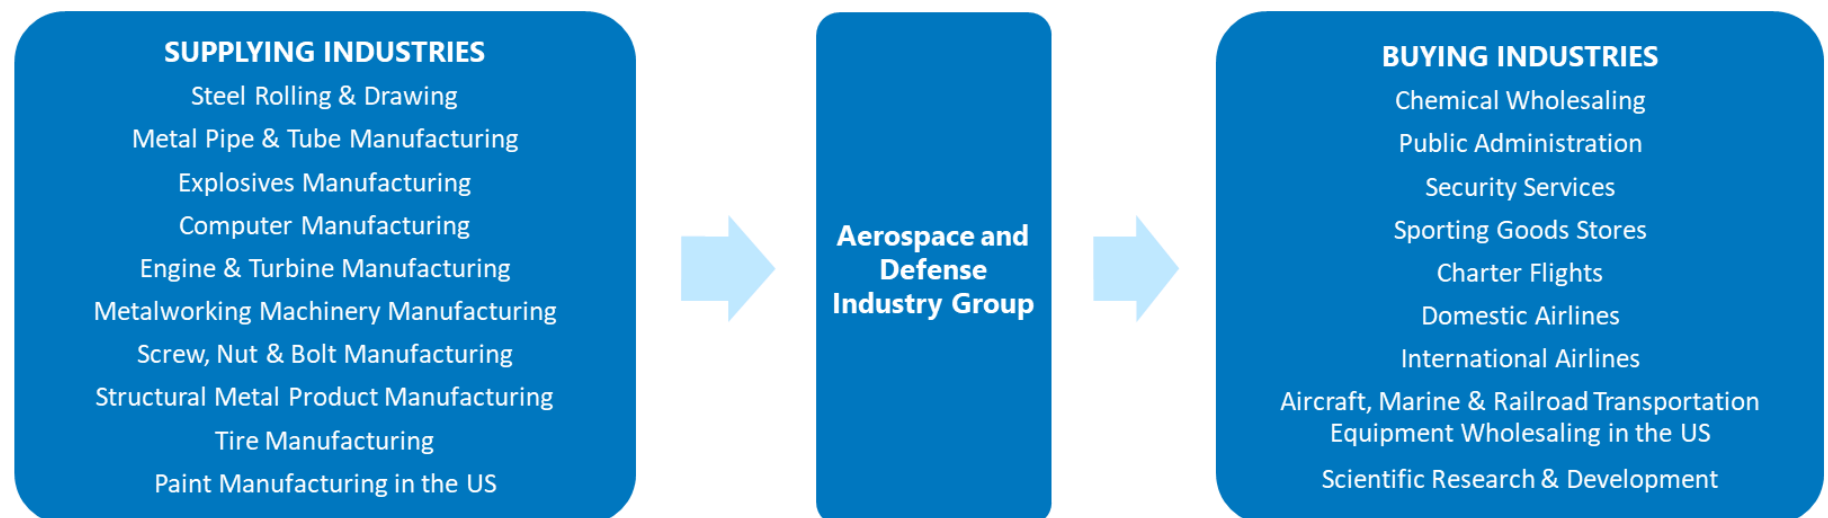 SUPPLYING INDUSTRIES
Steel Rolling & Drawing
Metal Pipe & Tube Manufacturing
Explosives Manufacturing
Computer Manufacturing
Engine & Turbine Manufacturing
Metalworking Machinery Manufacturing
Screw, Nut & Bolt Manufacturing
Structural Metal Product Manufacturing
Tire Manufacturing
Paint Manufacturing in the US
Aerospace and
Defense
Industry Group
BUYING INDUSTRIES
Chemical Wholesaling
Public Administration
Security Services
Sporting Goods Stores
Charter Flights
Domestic Airlines
International Airlines
Aircraft, Marine & Railroad Transportation
Equipment Wholesaling in the US
Scientific Research & Development